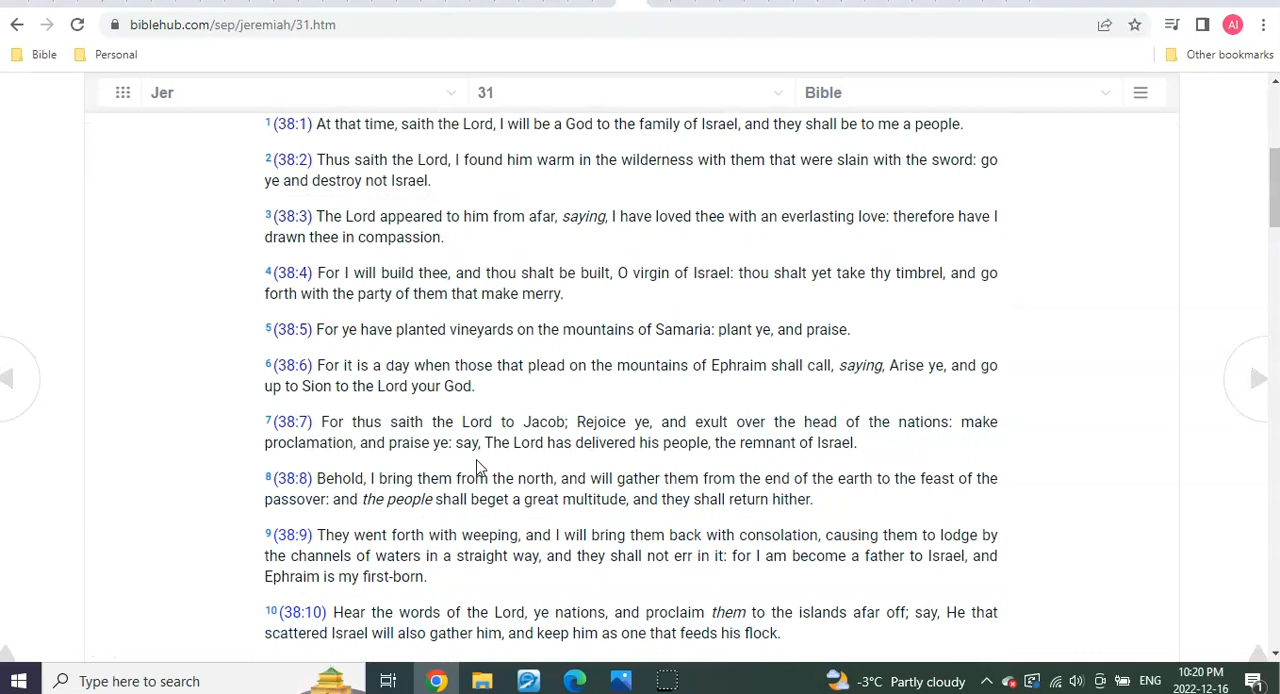 biblehub.com/sep/jeremiah/31.htm
AI
Bible
Personal
Other bookmarks
Jer
31
Bible
1 (38:1) At that time, saith the Lord, I will be a God to the family of Israel, and they shall be to me a people.
2 (38:2) Thus saith the Lord, I found him warm in the wilderness with them that were slain with the sword: go
ye and destroy not Israel.
3 (38:3) The Lord appeared to him from afar, saying, I have loved thee with an everlasting love: therefore have I
drawn thee in compassion.
4 (38:4) For I will build thee, and thou shalt be built, O virgin of Israel: thou shalt yet take thy timbrel, and go
forth with the party of them that make merry.
5 (38:5) For ye have planted vineyards on the mountains of Samaria: plant ye, and praise.
6 (38:6) For it is a day when those that plead on the mountains of Ephraim shall call, saying, Arise ye, and go
up to Sion to the Lord your God.
7 (38:7) For thus saith the Lord to Jacob; Rejoice ye, and exult over the head of the nations: make
proclamation, and praise ye: say, The Lord has delivered his people, the remnant of Israel.
8 (38:8) Behold, I bring them from the north, and will gather them from the end of the earth to the feast of the
passover: and the people shall beget a great multitude, and they shall return hither.
9 (38:9) They went forth with weeping, and I will bring them back with consolation, causing them to lodge by
the channels of waters in a straight way, and they shall not err in it: for I am become a father to Israel, and
Ephraim is my first-born.
10 (38:10) Hear the words of the Lord, ye nations, and proclaim them to the islands afar off; say, He that
scattered Israel will also gather him, and keep him as one that feeds his flock.
Type here to search
-3°C Partly cloudy
ENG
10:20 PM
2022-12-16
1